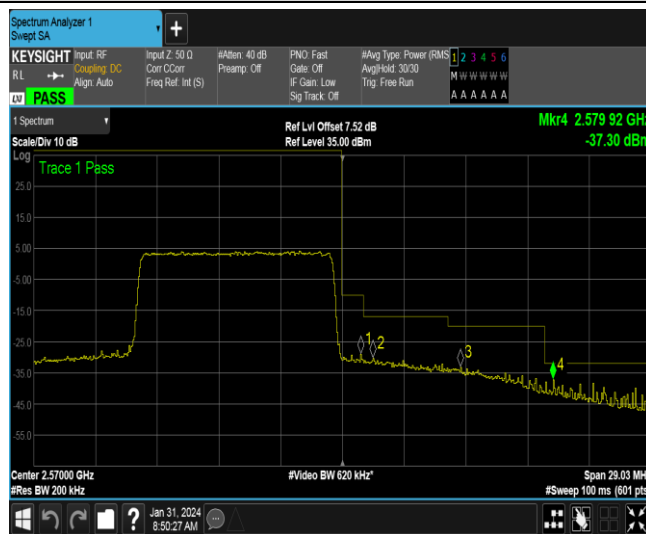 Spectrum Analyzer 1
Swept SA
KEYSIGHT Input: RF Input Z: 50 Ω #Atten: 40 dB PNO: Fast #Avg Type: Power (RMS 1 2 3 4 5 6
RL Coupling: DC Corr CCorr Preamp: Off Gate: Off Avg|Hold: 30/30 M W W W W W
Align: Auto Freq Ref: Int (S) IF Gain: Low Trig: Free Run
LXI PASS Sig Track: Off A A A A A A
1 Spectrum Ref Lvl Offset 7.52 dB Mkr4 2.579 92 GHz
Scale/Div 10 dB Ref Level 35.00 dBm -37.30 dBm
Log
Trace 1 Pass
25.0
15.0
5.00
-5.00
-15.0
-25.0
1
2
3
4
-35.0
-45.0
-55.0
Center 2.57000 GHz #Video BW 620 kHz* Span 29.03 MH
#Res BW 200 kHz #Sweep 100 ms (601 pts
? Jan 31, 2024
8:50:27 AM